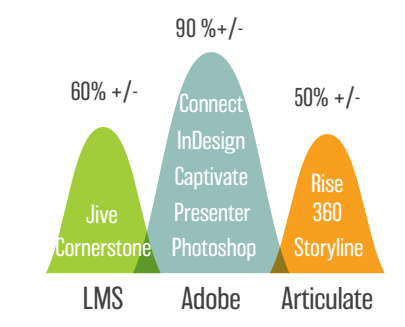 90 %+/-
60% +/-
50% +/-
Connect
InDesign
Captivate
Presenter
Photoshop
Jive
Cornerstone
Rise
360
Storyline
LMS
Adobe
Articulate